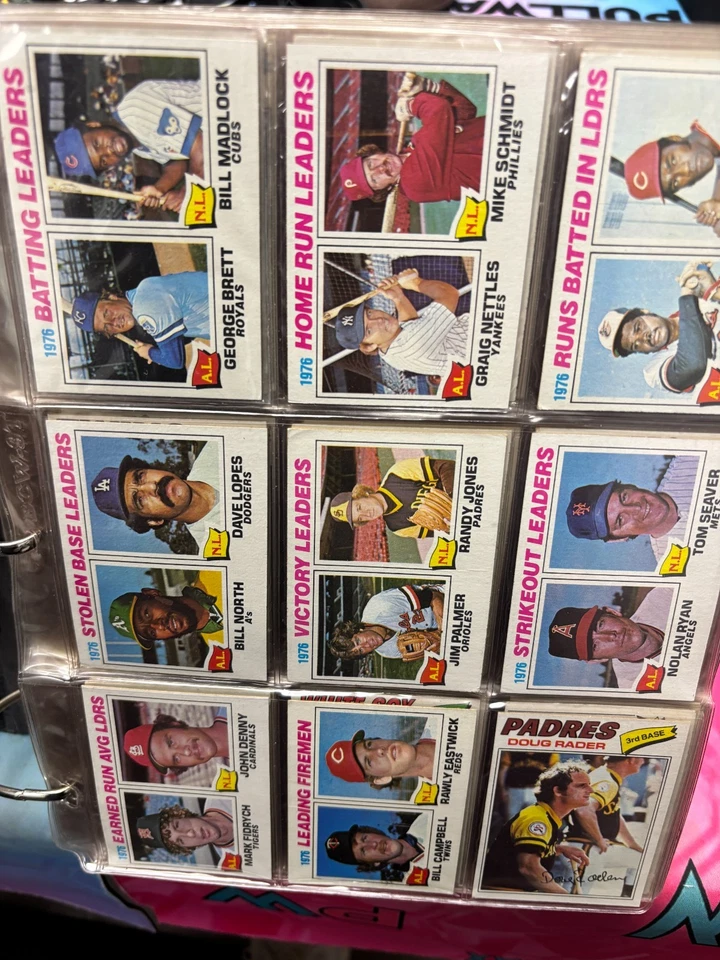 1976 BATTING LEADERS
GEORGE BRETT
ROYALS
A.L.
BILL MADLOCK
CUBS
N.L.
1976 HOME RUN LEADERS
GRAIG NETTLES
YANKEES
A.L.
MIKE SCHMIDT
PHILLIES
N.L.
1976 RUNS BATTED IN LDRS
A.L.
1976 STOLEN BASE LEADERS
BILL NORTH
A's
A.L.
DAVE LOPES
DODGERS
N.L.
1976 VICTORY LEADERS
JIM PALMER
ORIOLES
A.L.
RANDY JONES
PADRES
N.L.
1976 STRIKEOUT LEADERS
NOLAN RYAN
ANGELS
A.L.
TOM SEAVER
METS
N.L.
1976 EARNED RUN AVG LDRS
MARK FIDRYCH
TIGERS
A.L.
JOHN DENNY
CARDINALS
N.L.
WHITE SOX
1976 LEADING FIREMEN
BILL CAMPBELL
TWINS
A.L.
RAWLY EASTWICK
REDS
N.L.
PADRES
DOUG RADER
3rd BASE